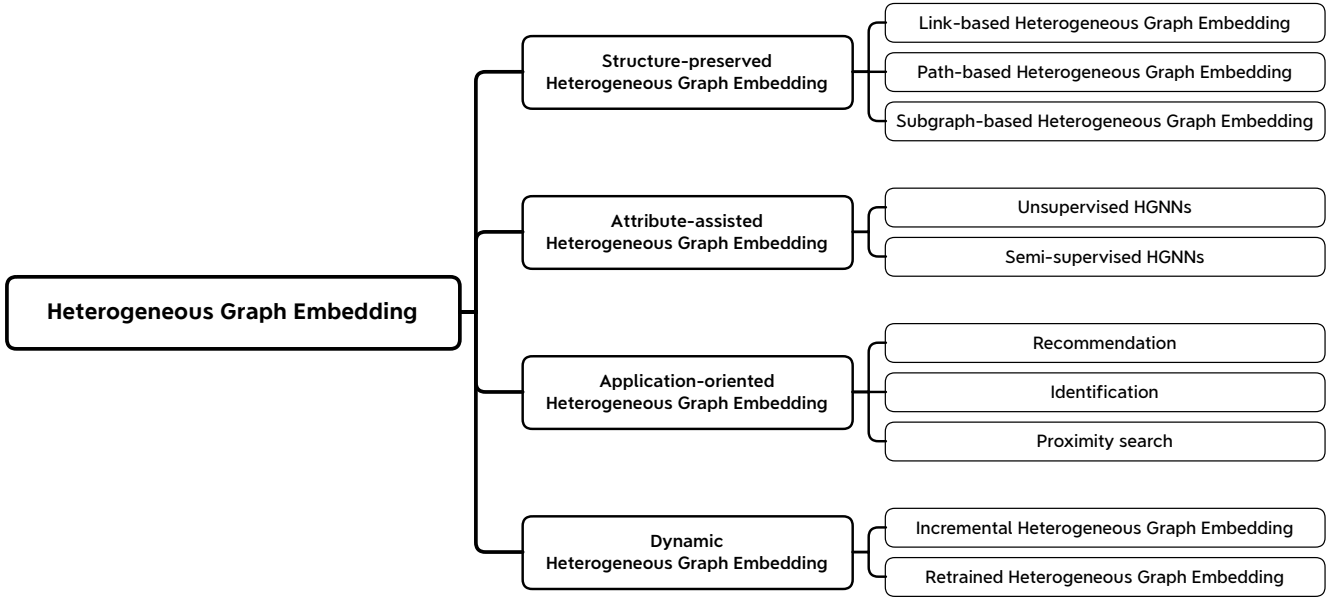 Heterogeneous Graph Embedding
Structure-preserved
Heterogeneous Graph Embedding
Link-based Heterogeneous Graph Embedding
Path-based Heterogeneous Graph Embedding
Subgraph-based Heterogeneous Graph Embedding
Attribute-assisted
Heterogeneous Graph Embedding
Unsupervised HGNNs
Semi-supervised HGNNs
Application-oriented
Heterogeneous Graph Embedding
Recommendation
Identification
Proximity search
Dynamic
Heterogeneous Graph Embedding
Incremental Heterogeneous Graph Embedding
Retrained Heterogeneous Graph Embedding